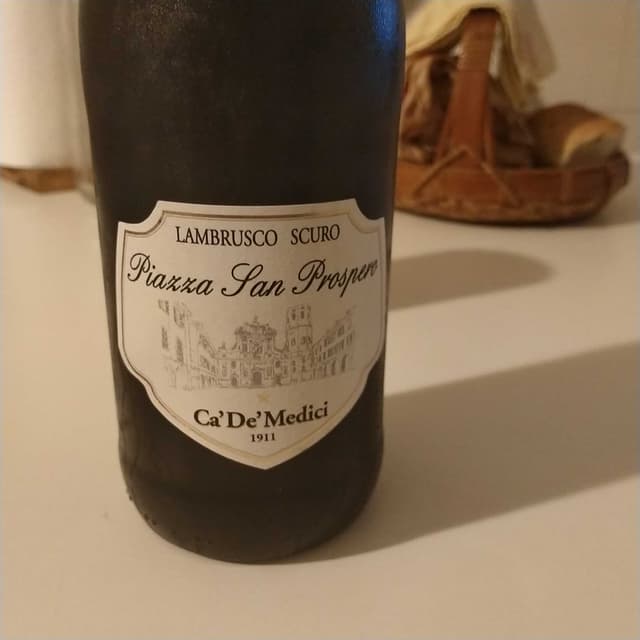 LAMBRUSCO SCURO
Piazza San Prospero
Ca'De'Medici
1911